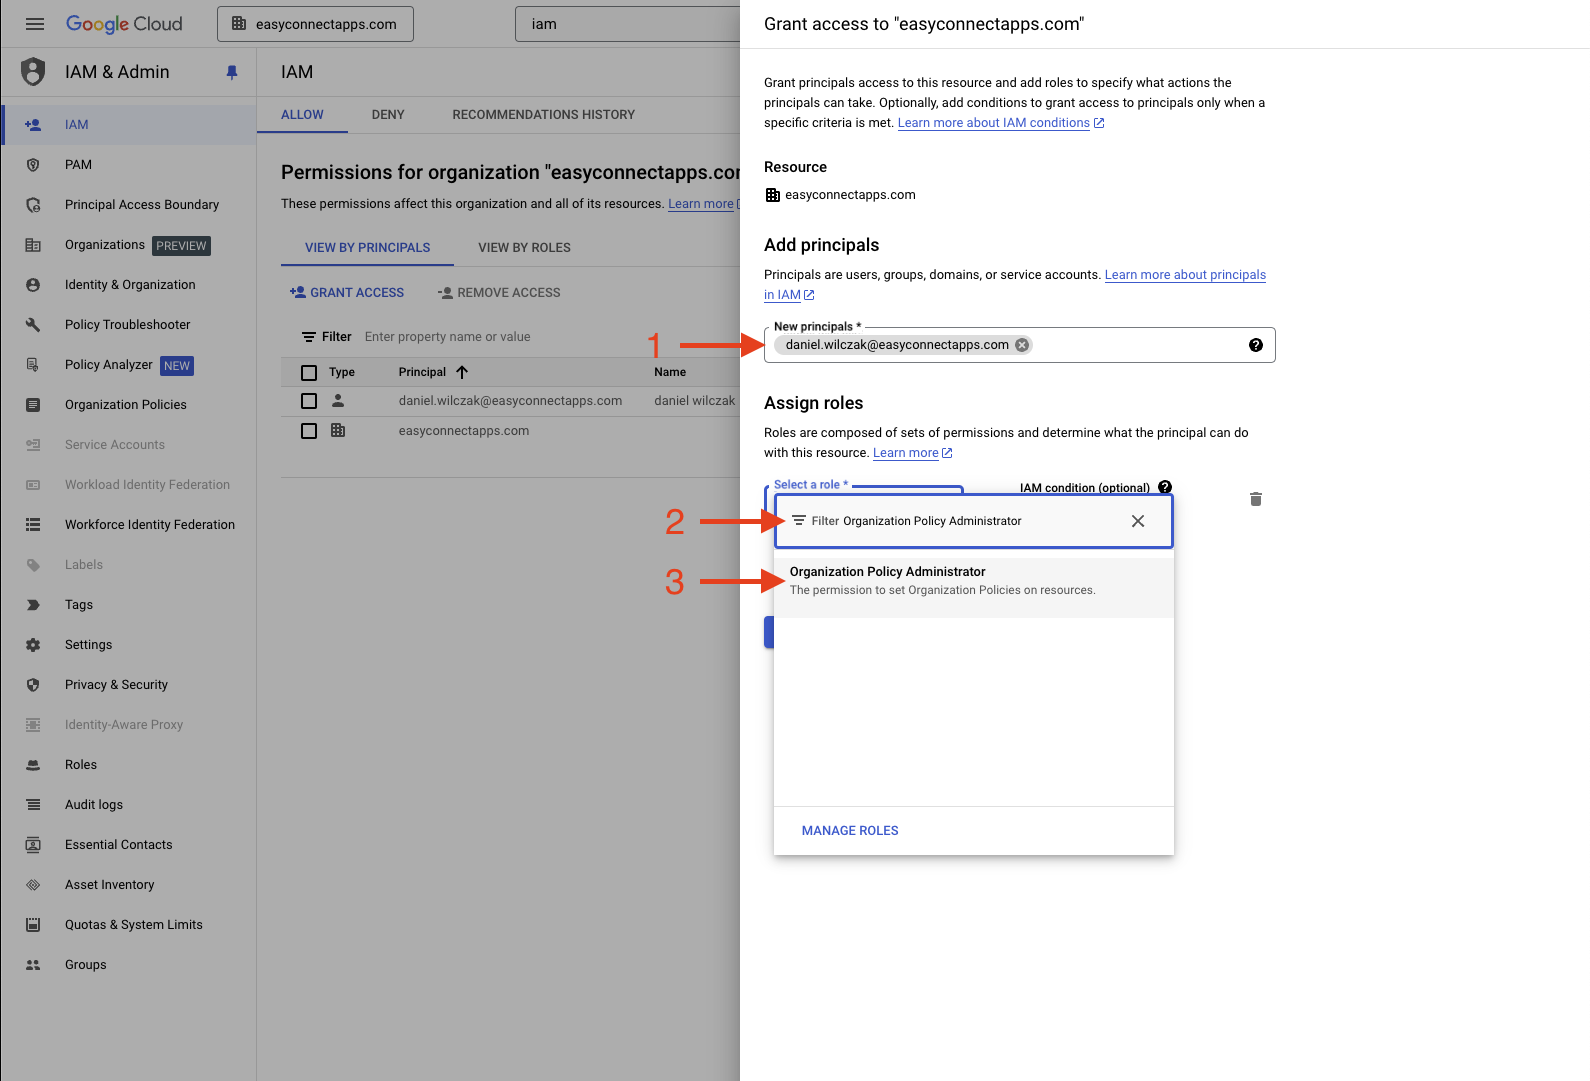 Google Cloud
easyconnectapps.com
iam
IAM & Admin
IAM
PAM
Principal Access Boundary
Organizations PREVIEW
Identity & Organization
Policy Troubleshooter
Policy Analyzer NEW
Organization Policies
Service Accounts
Workload Identity Federation
Workforce Identity Federation
Labels
Tags
Settings
Privacy & Security
Identity-Aware Proxy
Roles
Audit logs
Essential Contacts
Asset Inventory
Quotas & System Limits
Groups
IAM
ALLOW DENY RECOMMENDATIONS HISTORY
Permissions for organization "easyconnectapps.cor
These permissions affect this organization and all of its resources. Learn more
VIEW BY PRINCIPALS VIEW BY ROLES
GRANT ACCESS REMOVE ACCESS
Filter Enter property name or value
Type Principal Name
daniel.wilczak@easyconnectapps.com daniel wilczak
easyconnectapps.com
Grant access to "easyconnectapps.com"
Grant principals access to this resource and add roles to specify what actions the
principals can take. Optionally, add conditions to grant access to principals only when a
specific criteria is met. Learn more about IAM conditions
Resource
easyconnectapps.com
Add principals
Principals are users, groups, domains, or service accounts. Learn more about principals
in IAM
New principals *
1 daniel.wilczak@easyconnectapps.com
Assign roles
Roles are composed of sets of permissions and determine what the principal can do
with this resource. Learn more
Select a role * IAM condition (optional)
2 Filter Organization Policy Administrator
3 Organization Policy Administrator
The permission to set Organization Policies on resources.
MANAGE ROLES